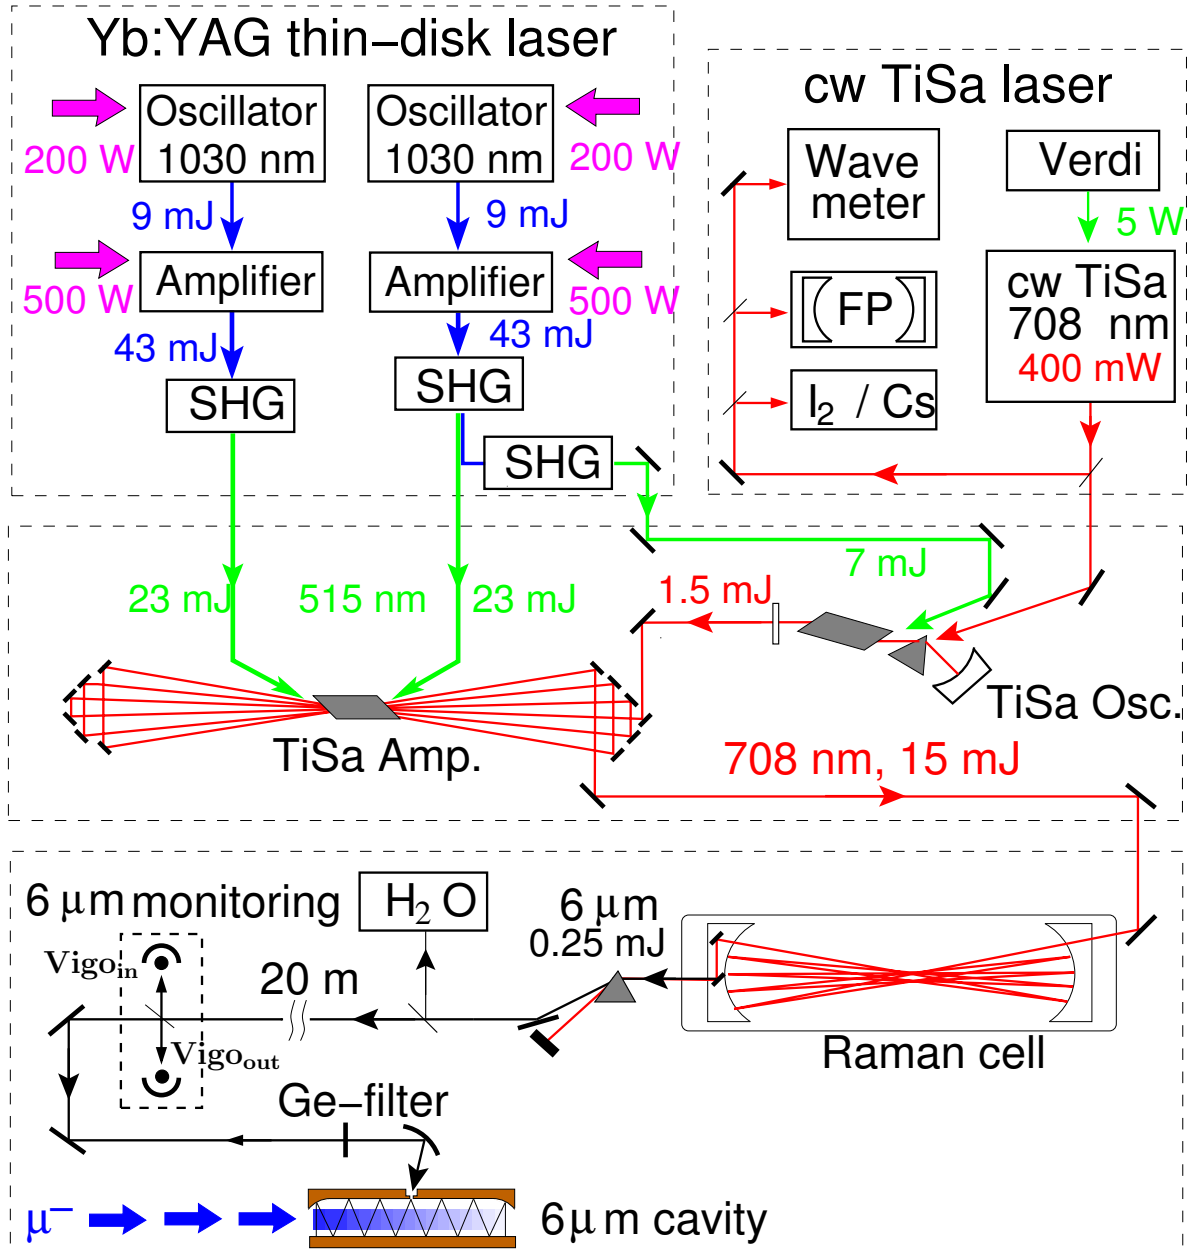 Yb:YAG thin−disk laser
Oscillator
1030 nm
200 W
9 mJ
Amplifier
500 W
43 mJ
SHG
Oscillator
1030 nm
200 W
9 mJ
Amplifier
500 W
43 mJ
SHG
SHG
cw TiSa laser
Wave
meter
FP
I₂ / Cs
Verdi
5 W
cw TiSa
708 nm
400 mW
23 mJ
515 nm
23 mJ
7 mJ
1.5 mJ
TiSa Osc.
TiSa Amp.
708 nm, 15 mJ
6 μm monitoring
H₂O
6 μm
0.25 mJ
Vigoᵢₙ
20 m
Vigoₒᵤₜ
Raman cell
Ge−filter
μ⁻
6 μm cavity